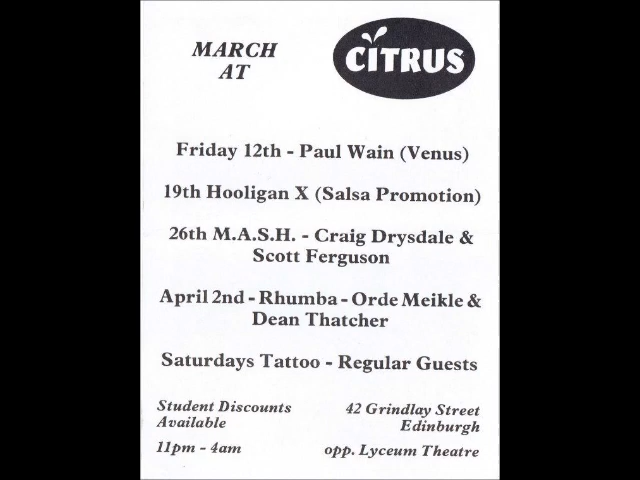 MARCH
AT
CITRUS
Friday 12th - Paul Wain (Venus)
19th Hooligan X (Salsa Promotion)
26th M.A.S.H. - Craig Drysdale &
Scott Ferguson
April 2nd - Rhumba - Orde Meikle &
Dean Thatcher
Saturdays Tattoo - Regular Guests
Student Discounts
Available
11pm - 4am
42 Grindlay Street
Edinburgh
opp. Lyceum Theatre